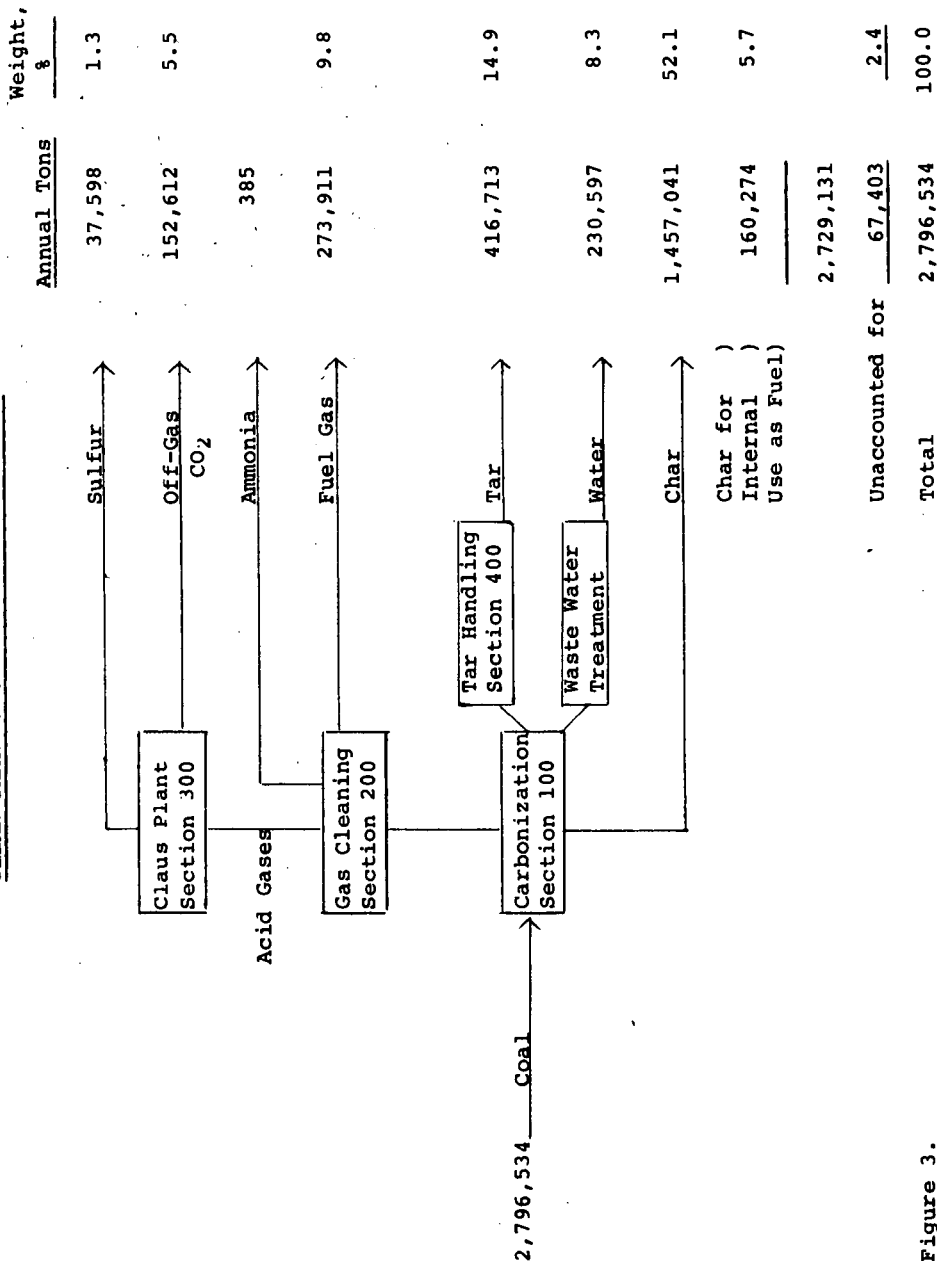 Weight,
Annual Tons %
Sulfur 37,598 1.3
Claus Plant
Section 300
Off-Gas 152,612 5.5
CO2
Acid Gases
Ammonia 385
Gas Cleaning
Section 200
Fuel Gas 273,911 9.8
Tar Handling
Section 400
Tar 416,713 14.9
2,796,534 Coal
Carbonization
Section 100
Waste Water
Treatment
Water 230,597 8.3
Char 1,457,041 52.1
Char for )
Internal ) 160,274 5.7
Use as Fuel)
2,729,131
Unaccounted for 67,403 2.4
Total 2,796,534 100.0
Figure 3.